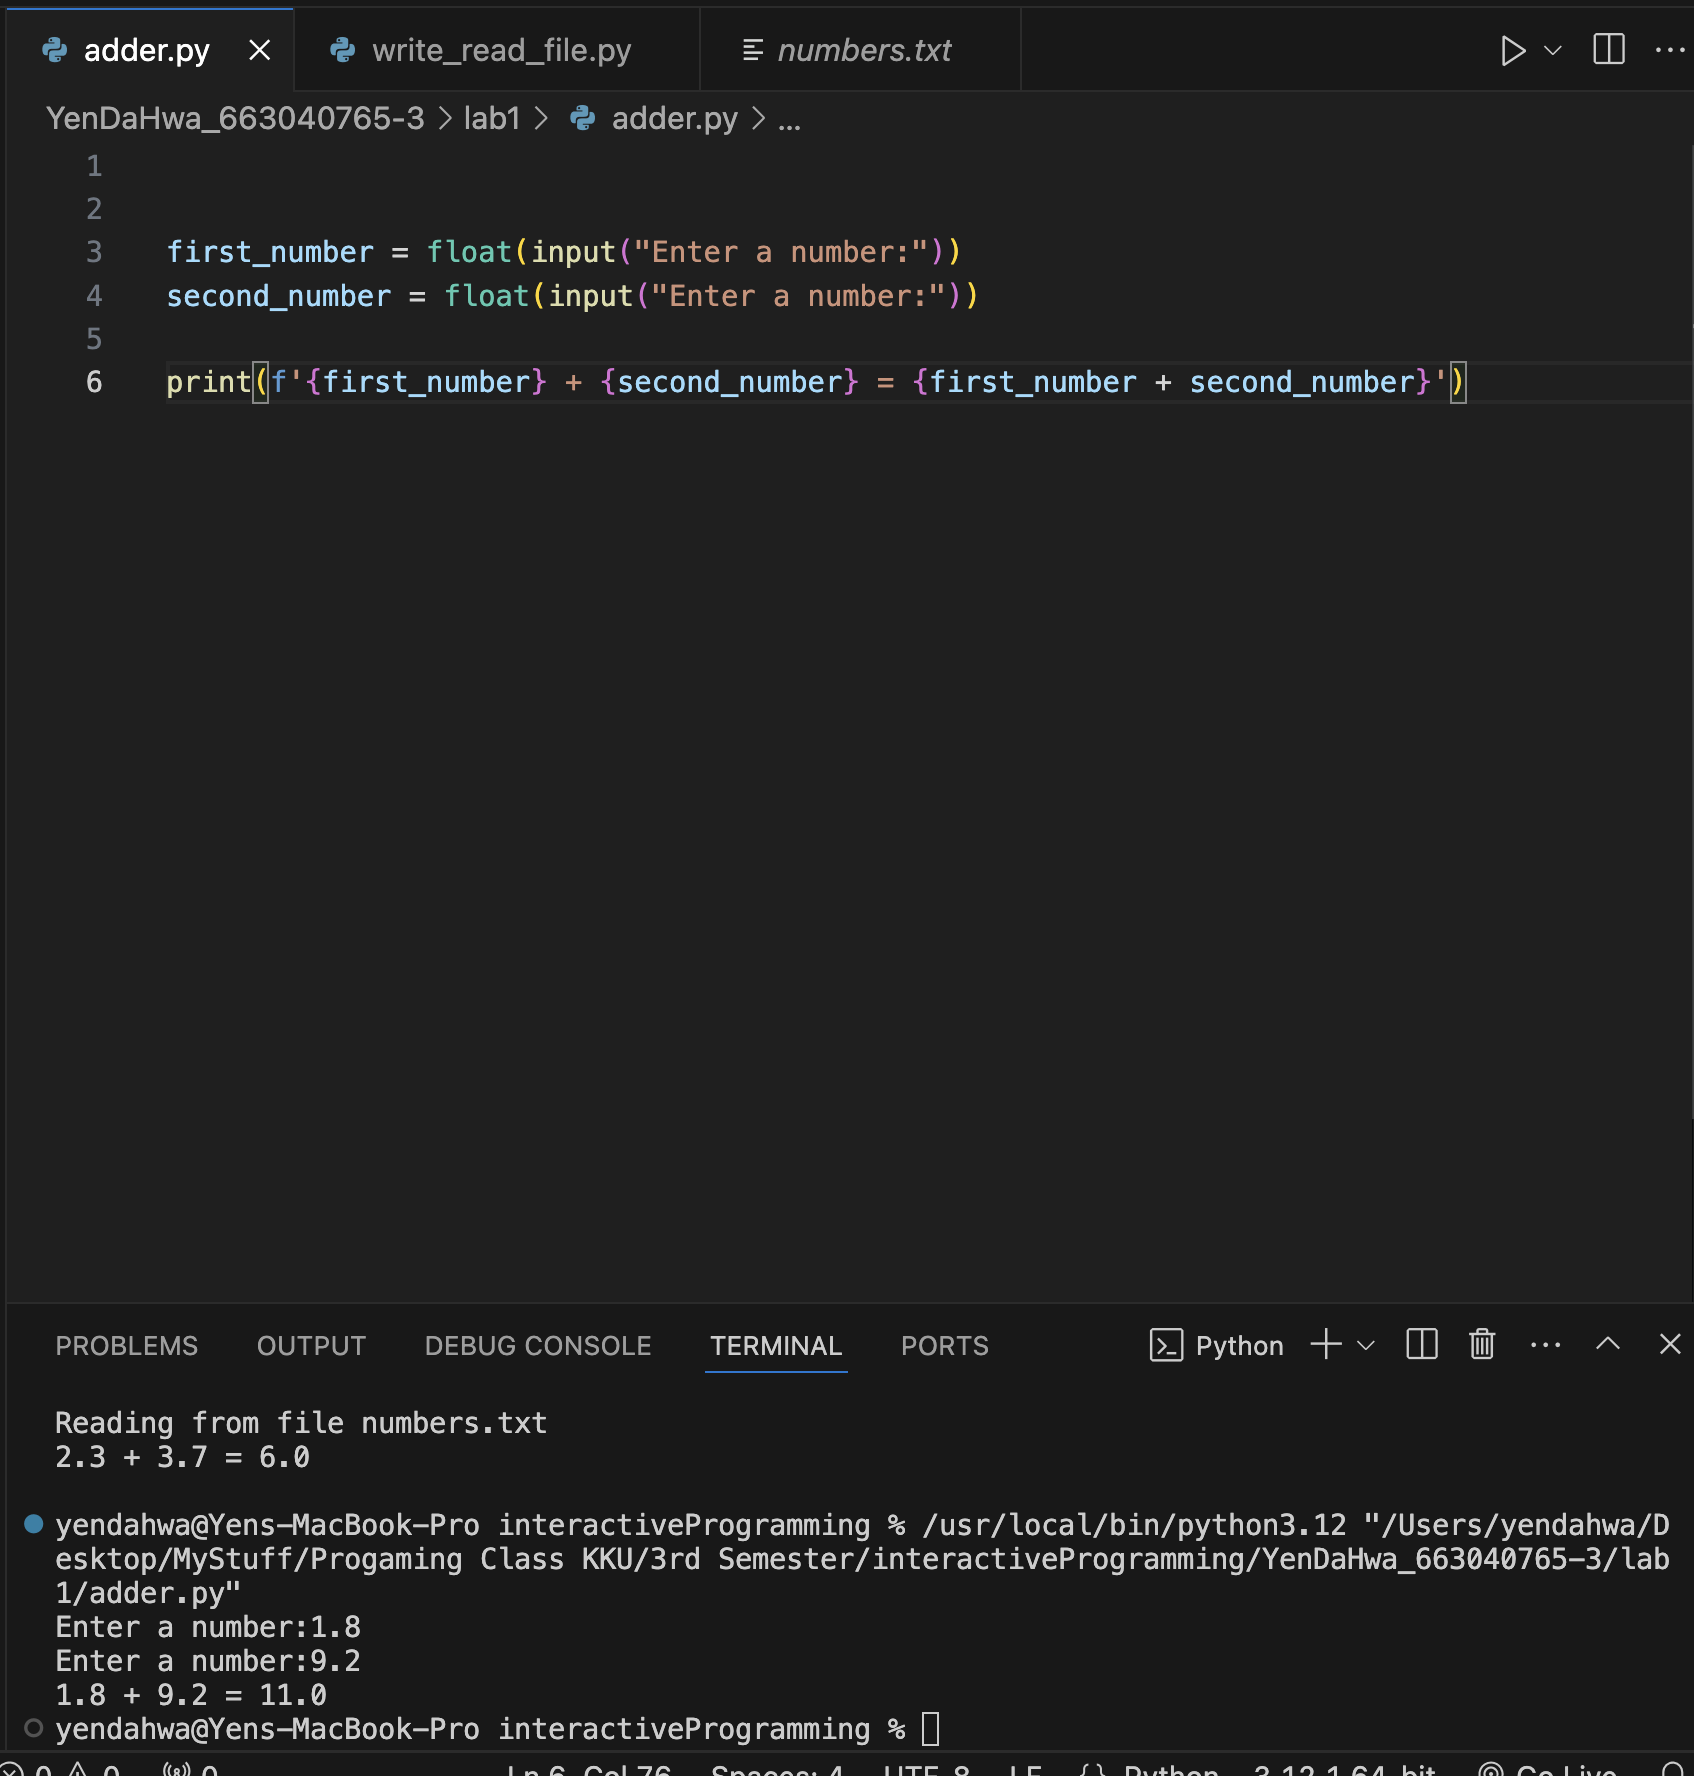 adder.py write_read_file.py numbers.txt
YenDaHwa_663040765-3 > lab1 > adder.py > ...
1
2
3 first_number = float(input("Enter a number:"))
4 second_number = float(input("Enter a number:"))
5
6 print(f'{first_number} + {second_number} = {first_number + second_number}')
PROBLEMS OUTPUT DEBUG CONSOLE TERMINAL PORTS Python
Reading from file numbers.txt
2.3 + 3.7 = 6.0
yendahwa@Yens-MacBook-Pro interactiveProgramming % /usr/local/bin/python3.12 "/Users/yendahwa/D
esktop/MyStuff/Progaming Class KKU/3rd Semester/interactiveProgramming/YenDaHwa_663040765-3/lab
1/adder.py"
Enter a number:1.8
Enter a number:9.2
1.8 + 9.2 = 11.0
yendahwa@Yens-MacBook-Pro interactiveProgramming %
0 0 0 Ln 6, Col 76 Spaces: 4 UTF-8 LF {} Python 3.12.1 64-bit Go Live